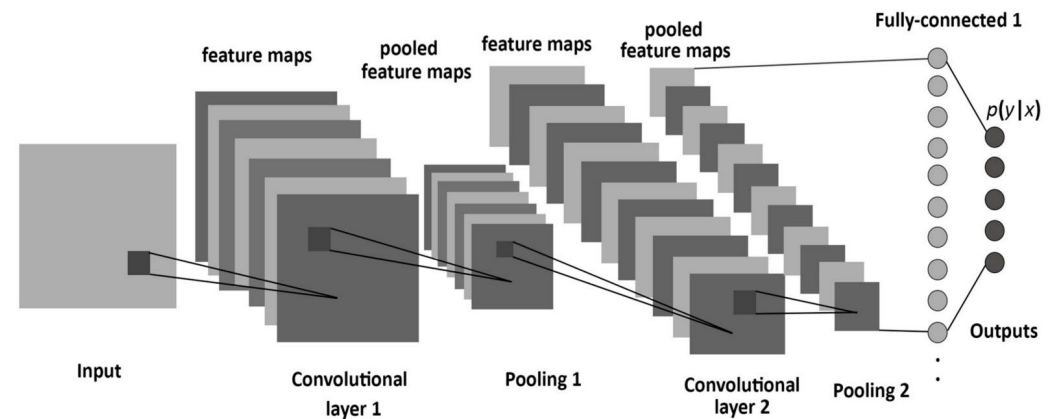 Fully-connected 1
feature maps
pooled
feature maps
feature maps
pooled
feature maps
p(y|x)
Input
Convolutional
layer 1
Pooling 1
Convolutional
layer 2
Pooling 2
Outputs